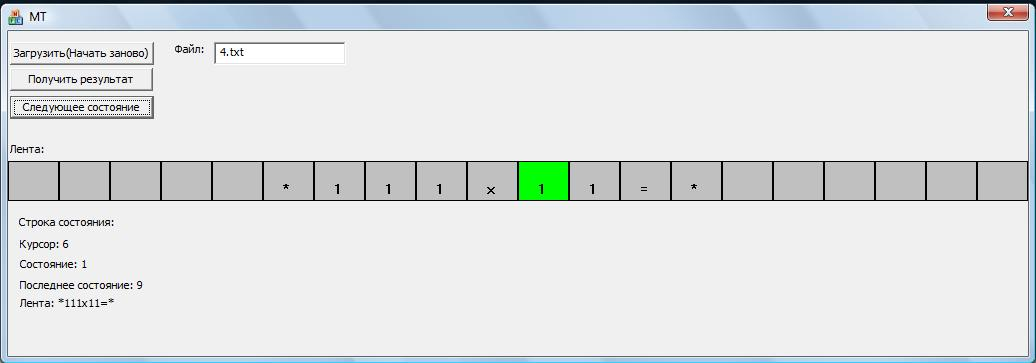 МТ
Загрузить(Начать заново)
Файл:
4.txt
Получить результат
Следующее состояние
Лента:
* 1 1 1 x 1 1 = *
Строка состояния:
Курсор: 6
Состояние: 1
Последнее состояние: 9
Лента: *111x11=*